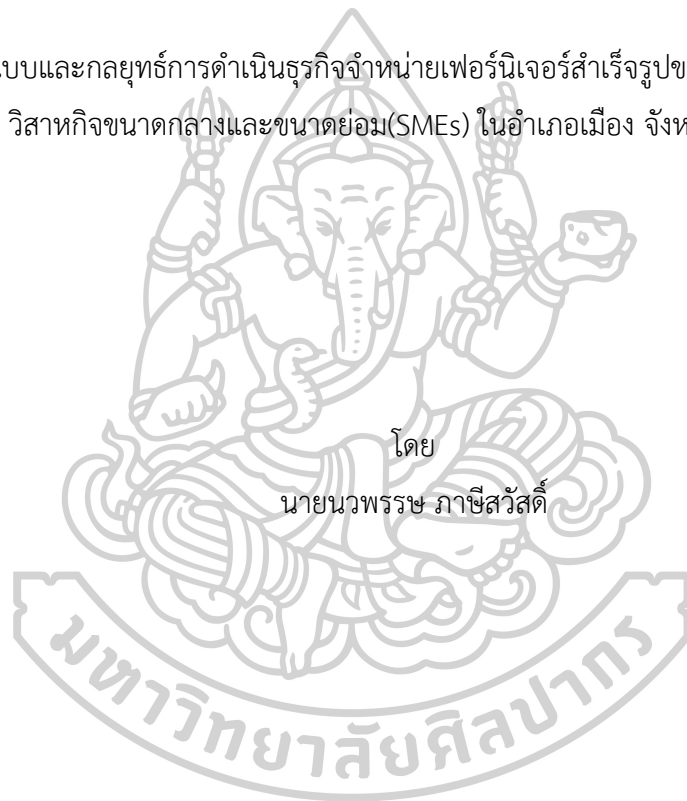 บบและกลยุทธ์การดำเนินธุรกิจจำหน่ายเฟอร์นิเจอร์สำเร็จรูปข
วิสาหกิจขนาดกลางและขนาดย่อม(SMEs) ในอำเภอเมือง จังห
โดย
นายนวพรรษ ภาษีสวัสดิ์
มหาวิทยาลัยศิลปากร